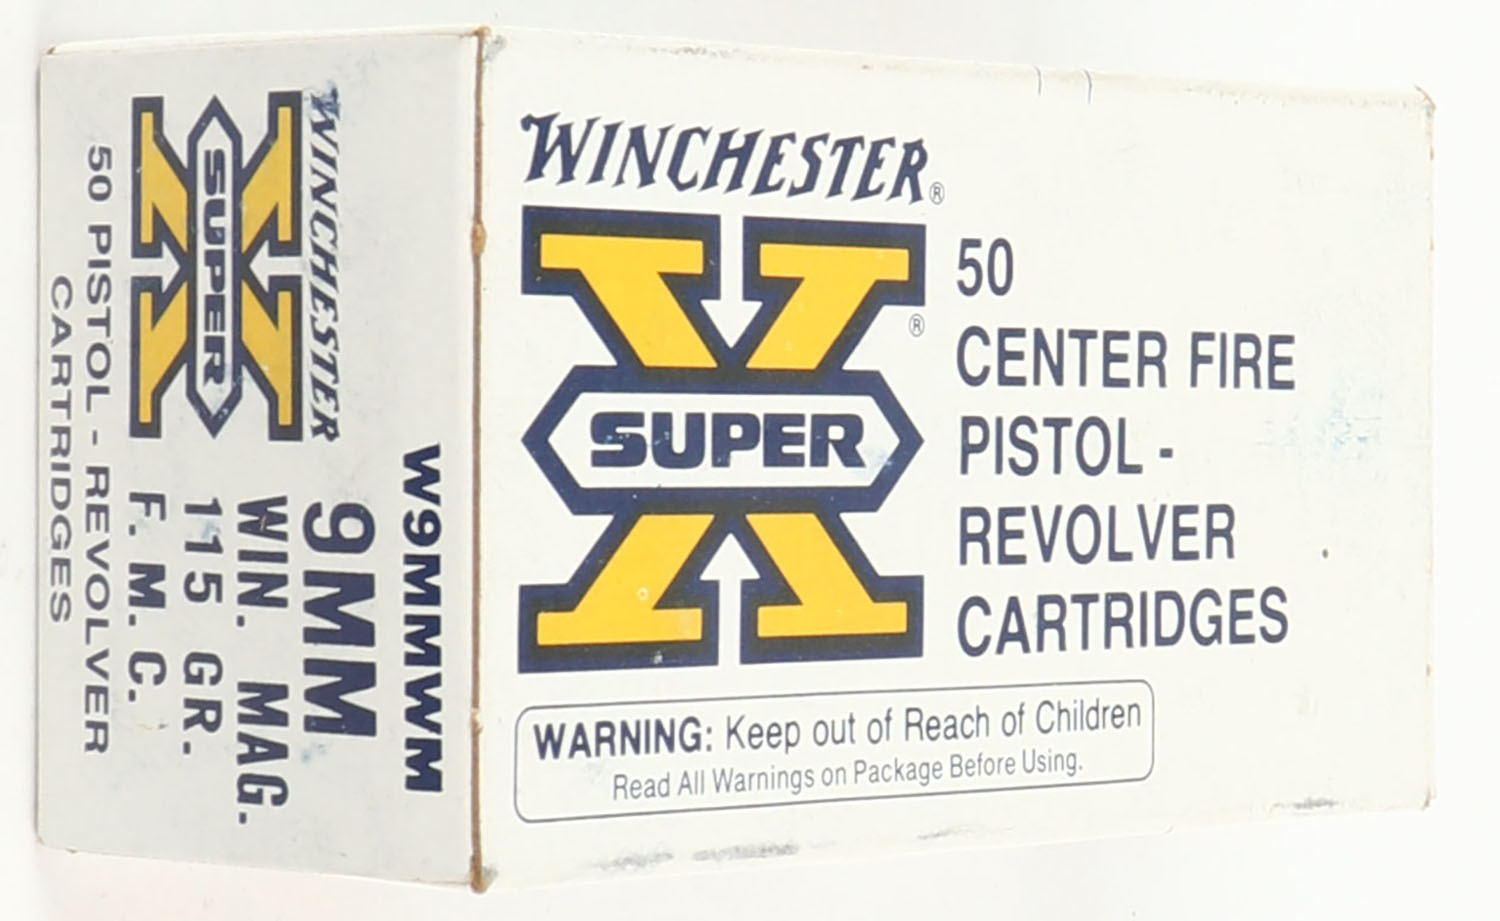 WINCHESTER®
SUPER
®
50
CENTER FIRE
PISTOL -
REVOLVER
CARTRIDGES
WARNING: Keep out of Reach of Children
Read All Warnings on Package Before Using.
W9MMWM
WINCHESTER
SUPER
X
9MM
WIN. MAG.
115 GR.
F. M. C.
50 PISTOL - REVOLVER
CARTRIDGES